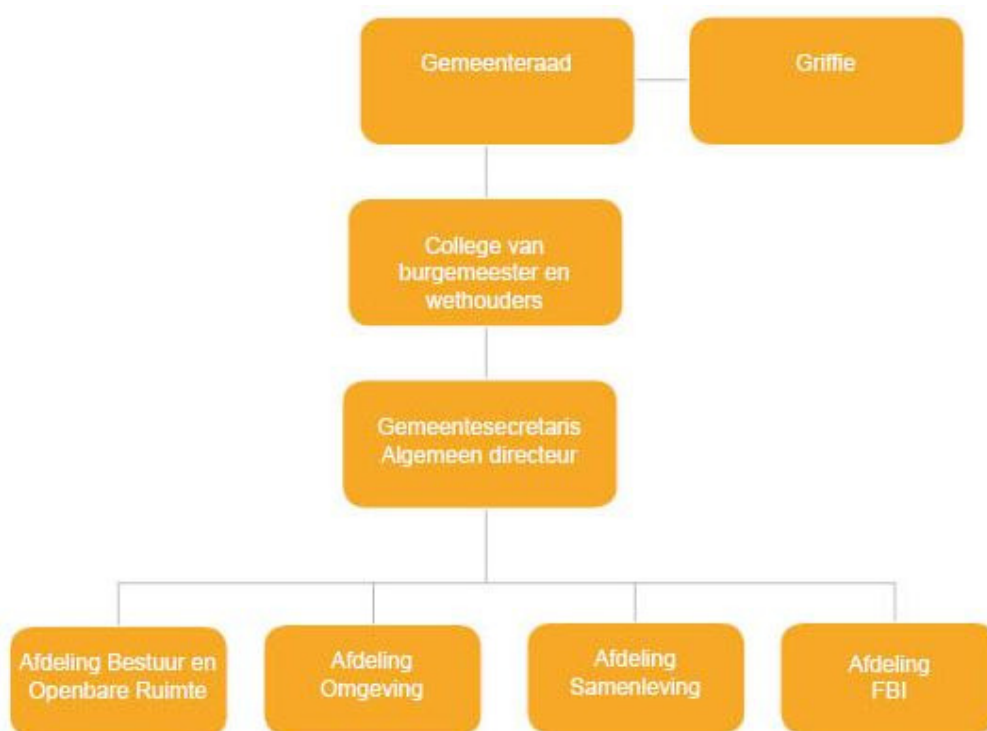 Gemeenteraad
Griffie
College van
burgemeester en
wethouders
Gemeentesecretaris
Algemeen directeur
Afdeling Bestuur en
Openbare Ruimte
Afdeling
Omgeving
Afdeling
Samenleving
Afdeling
FBI